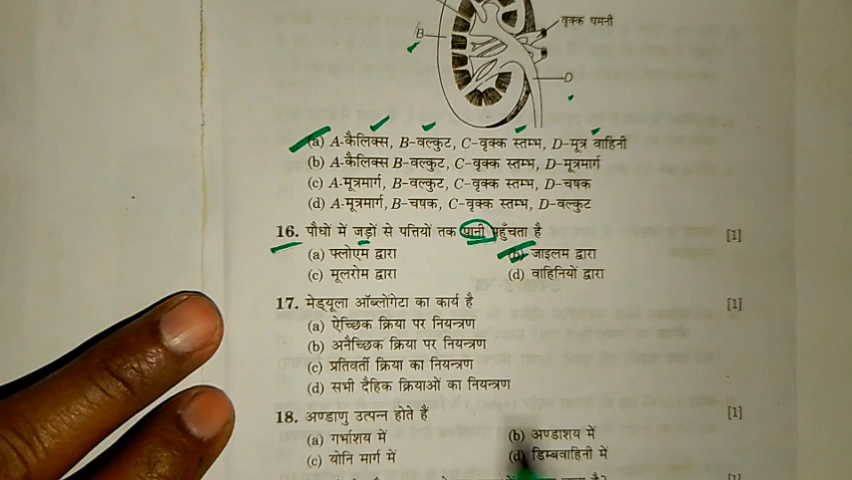 वृक्क धमनी
B
D
(a) A-कैलिक्स, B-वल्कुट, C-वृक्क स्तम्भ, D-मूत्र वाहिनी
(b) A-कैलिक्स B-वल्कुट, C-वृक्क स्तम्भ, D-मूत्रमार्ग
(c) A-मूत्रमार्ग, B-वल्कुट, C-वृक्क स्तम्भ, D-चषक
(d) A-मूत्रमार्ग, B-चषक, C-वृक्क स्तम्भ, D-वल्कुट
16. पौधों में जड़ों से पत्तियों तक पानी पहुँचता है [1]
(a) फ्लोएम द्वारा (b) जाइलम द्वारा
(c) मूलरोम द्वारा (d) वाहिनियों द्वारा
17. मेड्यूला ऑब्लोंगेटा का कार्य है [1]
(a) ऐच्छिक क्रिया पर नियन्त्रण
(b) अनैच्छिक क्रिया पर नियन्त्रण
(c) प्रतिवर्ती क्रिया का नियन्त्रण
(d) सभी दैहिक क्रियाओं का नियन्त्रण
18. अण्डाणु उत्पन्न होते हैं [1]
(a) गर्भाशय में (b) अण्डाशय में
(c) योनि मार्ग में (d) डिम्बवाहिनी में